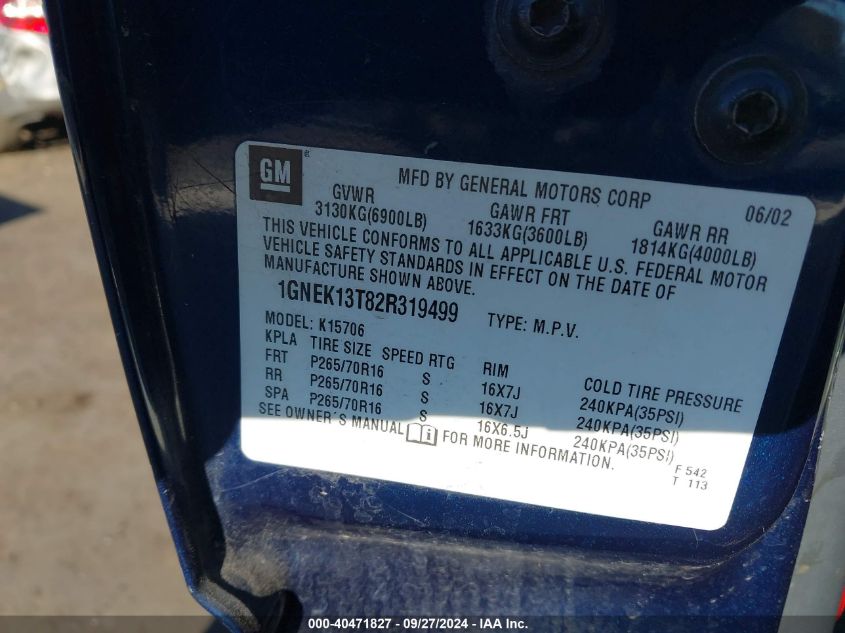 GM
MFD BY GENERAL MOTORS CORP 06/02
GVWR GAWR FRT GAWR RR
3130KG(6900LB) 1633KG(3600LB) 1814KG(4000LB)
THIS VEHICLE CONFORMS TO ALL APPLICABLE U.S. FEDERAL MOTOR
VEHICLE SAFETY STANDARDS IN EFFECT ON THE DATE OF
MANUFACTURE SHOWN ABOVE.
1GNEK13T82R319499 TYPE: M.P.V.
MODEL: K15706
KPLA TIRE SIZE SPEED RTG RIM COLD TIRE PRESSURE
FRT P265/70R16 S 16X7J 240KPA(35PSI)
RR P265/70R16 S 16X7J 240KPA(35PSI)
SPA P265/70R16 S 16X6.5J 240KPA(35PSI)
SEE OWNER'S MANUAL FOR MORE INFORMATION.
F 542
T 113
000-40471827 - 09/27/2024 - IAA Inc.